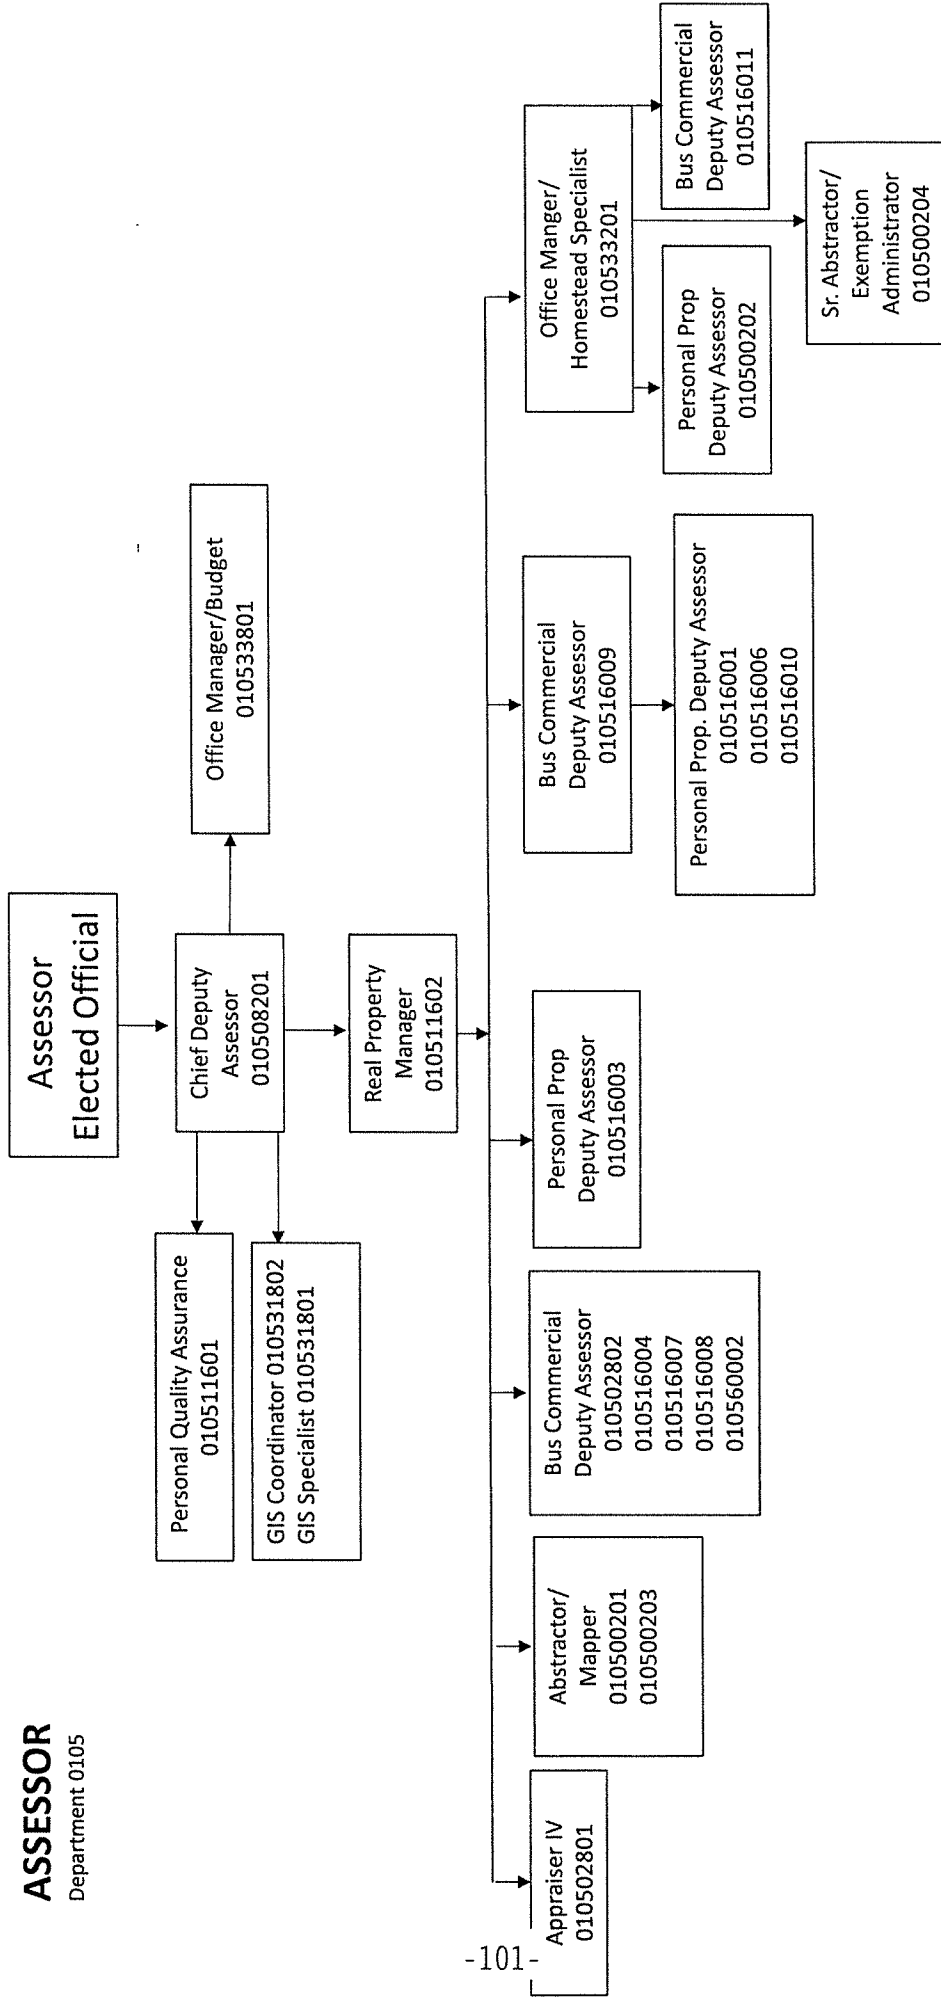 ASSESSOR
Department 0105
Assessor
Elected Official
Chief Deputy
Assessor
010508201
Office Manager/Budget
010533801
Personal Quality Assurance
010511601
GIS Coordinator 010531802
GIS Specialist 010531801
Real Property
Manager
010511602
Appraiser IV
010502801
Abstractor/
Mapper
010500201
010500203
Bus Commercial
Deputy Assessor
010502802
010516004
010516007
010516008
010560002
Personal Prop
Deputy Assessor
010516003
Bus Commercial
Deputy Assessor
010516009
Personal Prop. Deputy Assessor
010516001
010516006
010516010
Office Manger/
Homestead Specialist
010533201
Personal Prop
Deputy Assessor
010500202
Bus Commercial
Deputy Assessor
010516011
Sr. Abstractor/
Exemption
Administrator
010500204
-101-